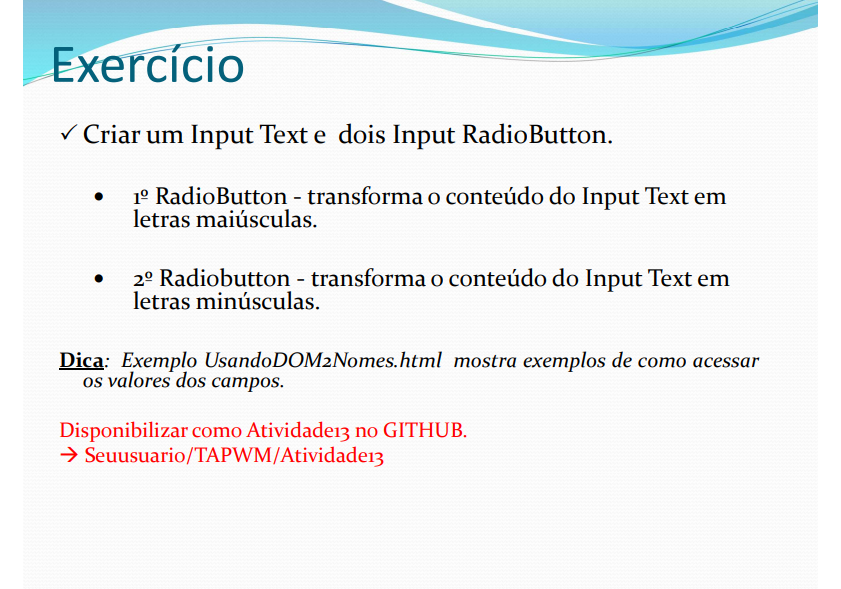 Exercício
✓ Criar um Input Text e dois Input RadioButton.
• 1º RadioButton - transforma o conteúdo do Input Text em
letras maiúsculas.
• 2º Radiobutton - transforma o conteúdo do Input Text em
letras minúsculas.
Dica: Exemplo UsandoDOM2Nomes.html mostra exemplos de como acessar
os valores dos campos.
Disponibilizar como Atividade13 no GITHUB.
→ Seuusuario/TAPWM/Atividade13